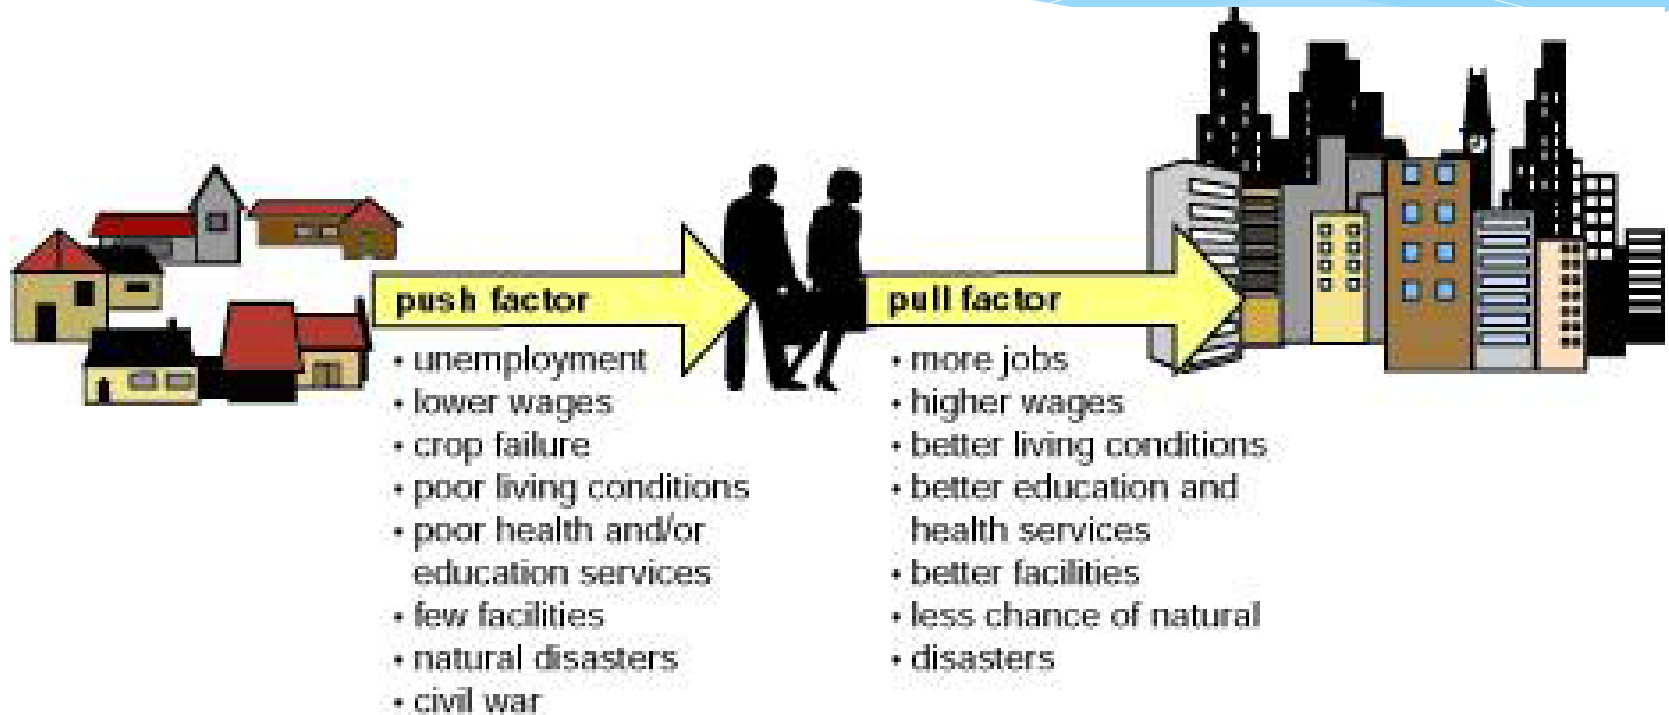 push factor
• unemployment
• lower wages
• crop failure
• poor living conditions
• poor health and/or
education services
• few facilities
• natural disasters
• civil war
pull factor
• more jobs
• higher wages
• better living conditions
• better education and
health services
• better facilities
• less chance of natural
• disasters